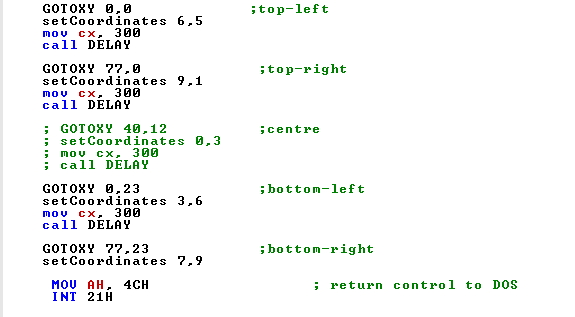 GOTOXY 0,0 ;top-left
setCoordinates 6,5
mov cx, 300
call DELAY
GOTOXY 77,0 ;top-right
setCoordinates 9,1
mov cx, 300
call DELAY
; GOTOXY 40,12 ;centre
; setCoordinates 0,3
; mov cx, 300
; call DELAY
GOTOXY 0,23 ;bottom-left
setCoordinates 3,6
mov cx, 300
call DELAY
GOTOXY 77,23 ;bottom-right
setCoordinates 7,9
MOV AH, 4CH ; return control to DOS
INT 21H